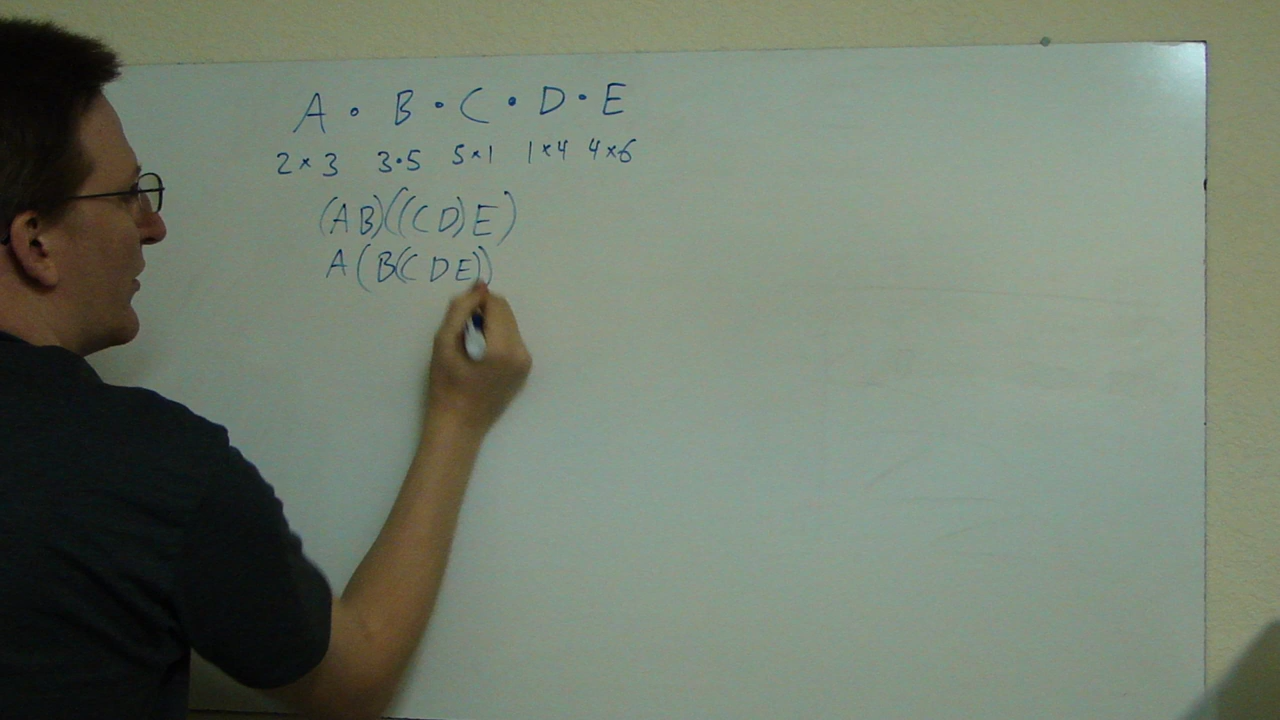 A • B • C • D • E
2×3 3•5 5×1 1×4 4×6
(AB)((CD)E)
A(B(CDE))